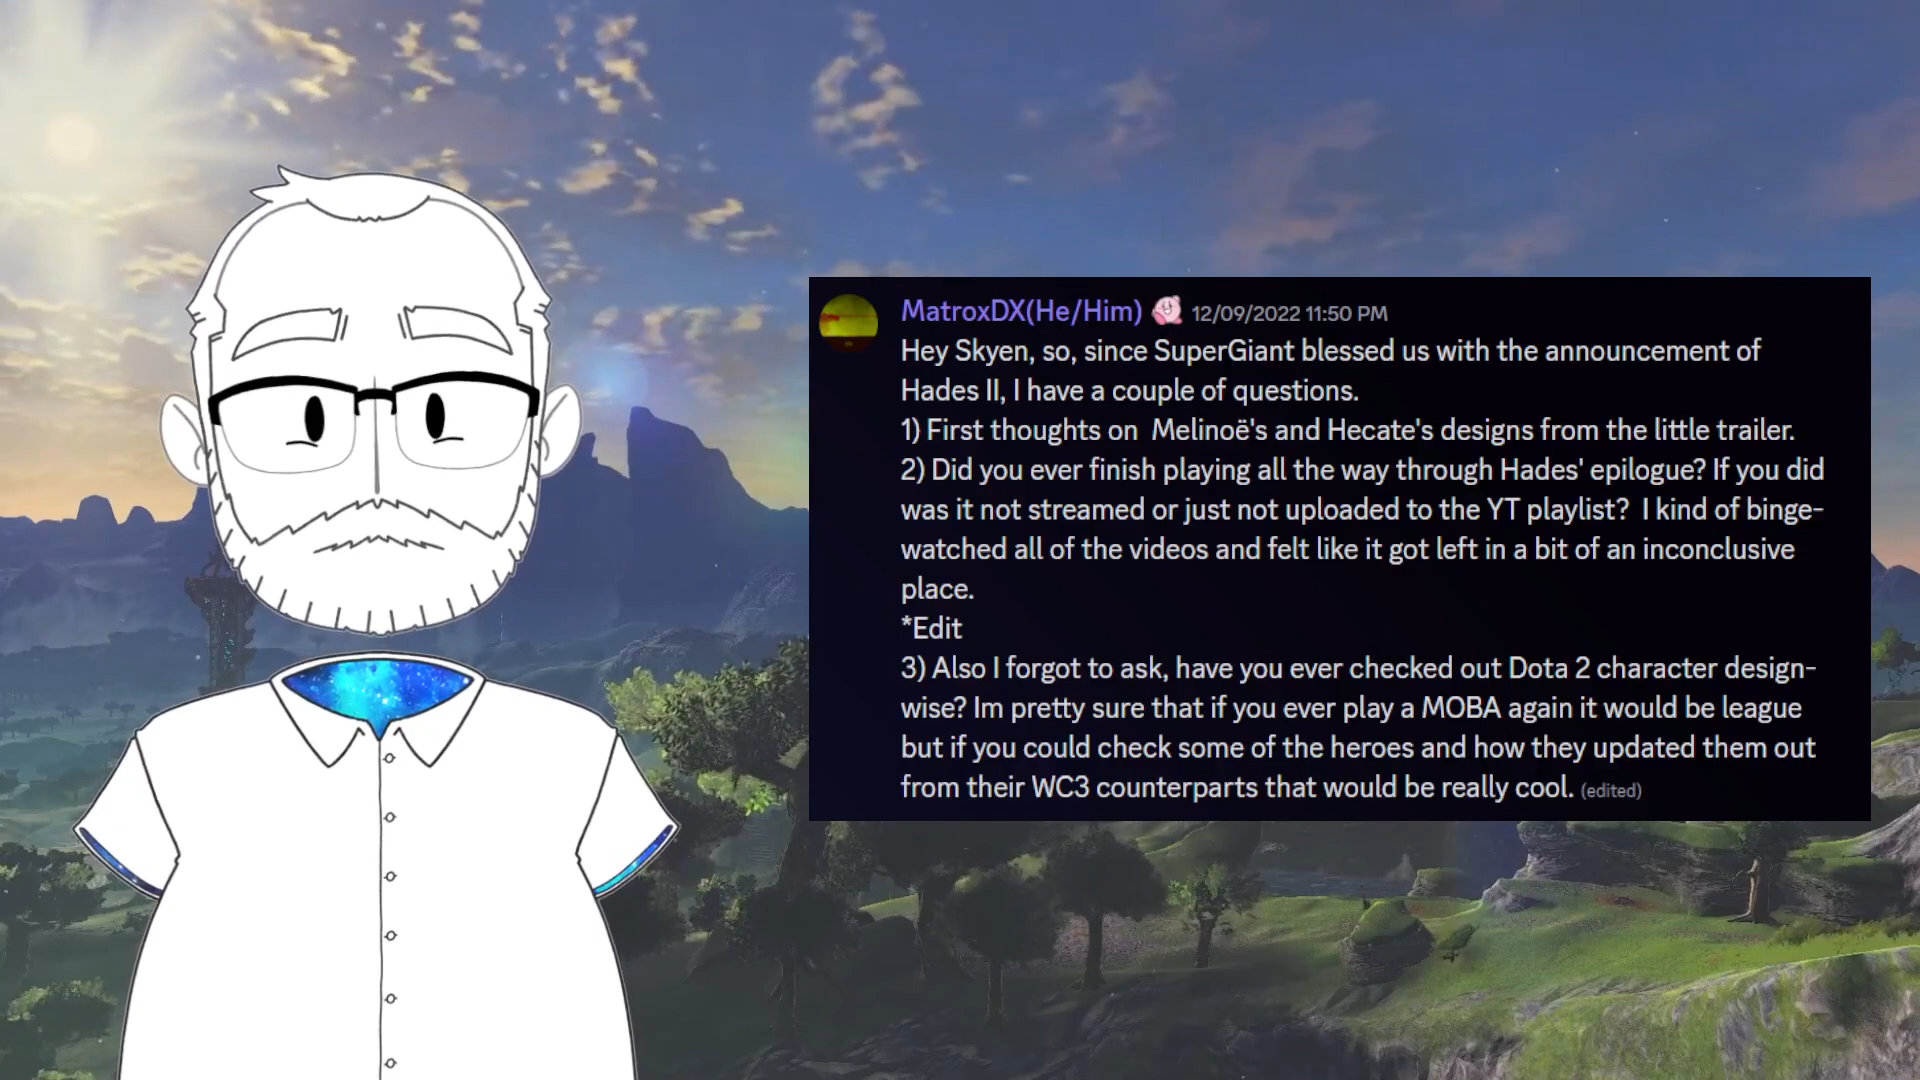 MatroxDX(He/Him) 12/09/2022 11:50 PM
Hey Skyen, so, since SuperGiant blessed us with the announcement of
Hades II, I have a couple of questions.
1) First thoughts on Melinoë's and Hecate's designs from the little trailer.
2) Did you ever finish playing all the way through Hades' epilogue? If you did
was it not streamed or just not uploaded to the YT playlist? I kind of binge-
watched all of the videos and felt like it got left in a bit of an inconclusive
place.
*Edit
3) Also I forgot to ask, have you ever checked out Dota 2 character design-
wise? Im pretty sure that if you ever play a MOBA again it would be league
but if you could check some of the heroes and how they updated them out
from their WC3 counterparts that would be really cool. (edited)